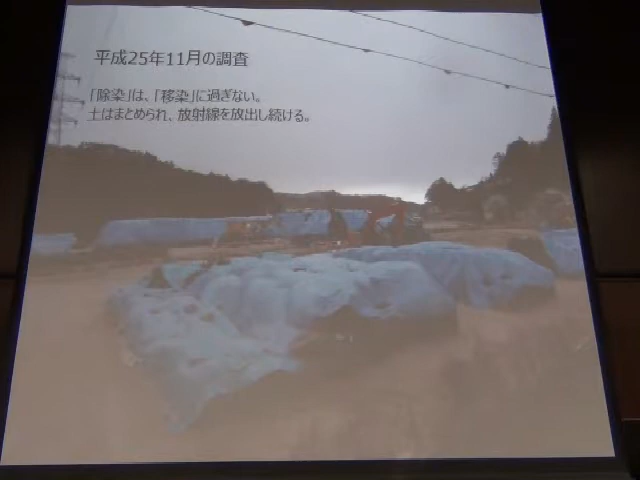 平成25年11月の調査
「除染」は、「移染」に過ぎない。
土はまとめられ、放射線を放出し続ける。